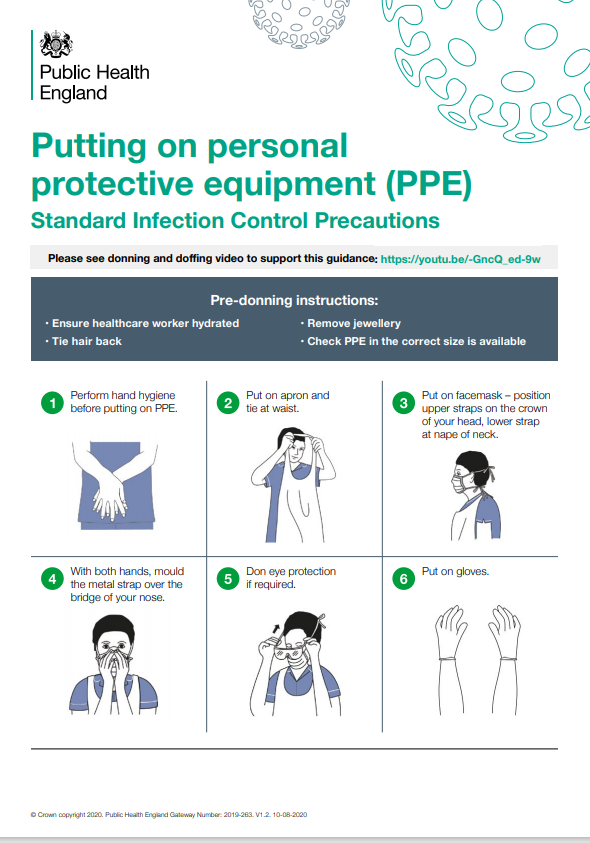 Public Health
England
Putting on personal
protective equipment (PPE)
Standard Infection Control Precautions
Please see donning and doffing video to support this guidance: https://youtu.be/-GncQ_ed-9w
Pre-donning instructions:
• Ensure healthcare worker hydrated
• Tie hair back
• Remove jewellery
• Check PPE in the correct size is available
1 Perform hand hygiene
before putting on PPE.
2 Put on apron and
tie at waist.
3 Put on facemask – position
upper straps on the crown
of your head, lower strap
at nape of neck.
4 With both hands, mould
the metal strap over the
bridge of your nose.
5 Don eye protection
if required.
6 Put on gloves.
© Crown copyright 2020. Public Health England Gateway Number: 2019-263. V1.2. 10-08-2020